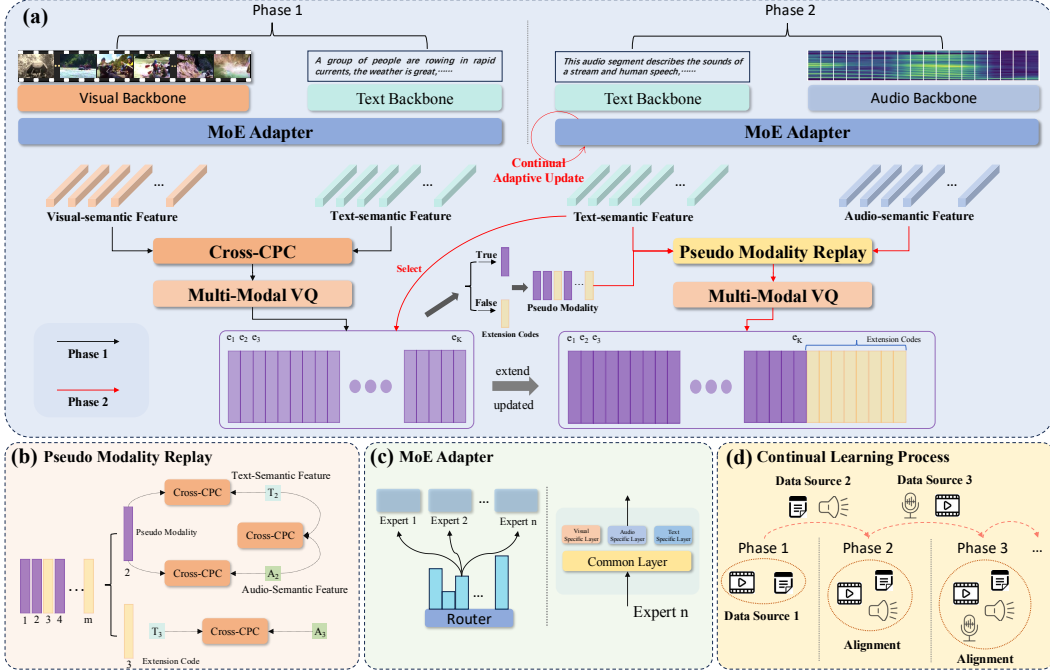 (a)
Phase 1
Phase 2
A group of people are rowing in rapid
currents, the weather is great,······
This audio segment describes the sounds of
a stream and human speech,······
Visual Backbone
Text Backbone
Text Backbone
Audio Backbone
MoE Adapter
MoE Adapter
Continual
Adaptive Update
...
...
...
...
Visual-semantic Feature
Text-semantic Feature
Text-semantic Feature
Audio-semantic Feature
Cross-CPC
Pseudo Modality Replay
Select
True
False
Pseudo Modality
Extension Codes
Multi-Modal VQ
Multi-Modal VQ
Phase 1
Phase 2
e1 e2 e3
eK
extend
updated
e1 e2 e3
eK
Extension Codes
(b) Pseudo Modality Replay
Text-Semantic Feature
Cross-CPC
T2
Pseudo Modality
Cross-CPC
2
Cross-CPC
A2
Audio-Semantic Feature
1 2 3 4 m
T3
Cross-CPC
A3
3
Extension Code
(c) MoE Adapter
...
Expert 1
Expert 2
Expert n
...
Router
Visual
Specific Layer
Audio
Specific Layer
Text
Specific Layer
Common Layer
Expert n
(d) Continual Learning Process
Data Source 2
Data Source 3
Phase 1
Phase 2
Phase 3
...
Data Source 1
Alignment
Alignment